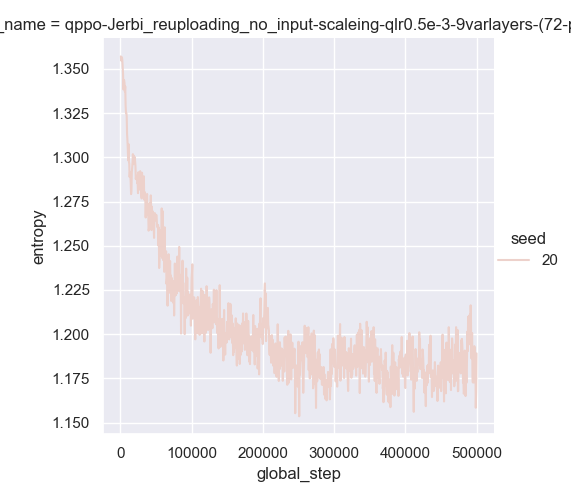 _name = qppo-Jerbi_reuploading_no_input-scaleing-qlr0.5e-3-9varlayers-(72-p
1.350
1.325
1.300
1.275
1.250
1.225
1.200
1.175
1.150
entropy
0 100000 200000 300000 400000 500000
global_step
seed
20